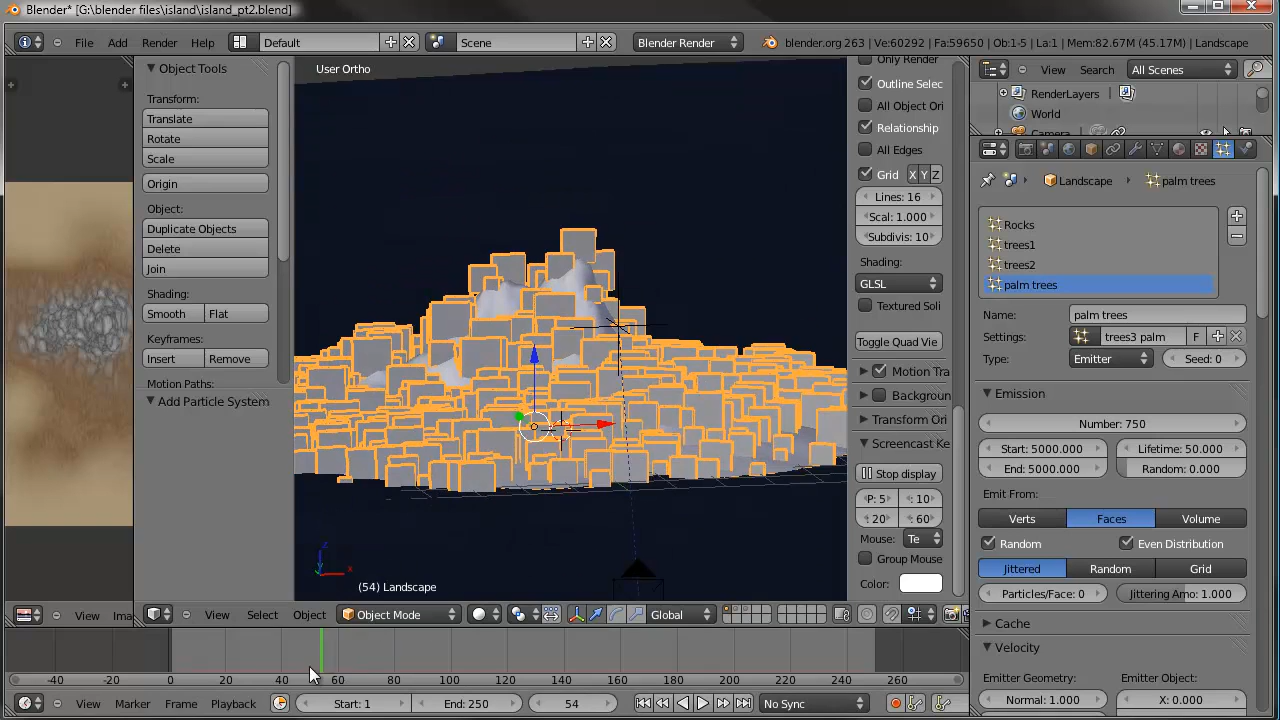 Blender* [G:\blender files\island\island_pt2.blend]
File Add Render Help Default Scene Blender Render blender.org 263 | Ve:60292 | Fa:59650 | Ob:1-5 | La:1 | Mem:82.67M (45.17M) | Landscape
Object Tools
Transform:
Translate
Rotate
Scale
Origin
Object:
Duplicate Objects
Delete
Join
Shading:
Smooth Flat
Keyframes:
Insert Remove
Motion Paths:
Add Particle System
User Ortho
(54) Landscape
Only Render
Outline Selec
All Object Ori
Relationship
All Edges
Grid X Y Z
Lines: 16
Scal: 1.000
Subdivis: 10
Shading:
GLSL
Textured Soli
Toggle Quad Vie
Motion Tra
Backgroun
Transform Ori
Screencast Ke
Stop display
P: 5 : 10
: 20 : 60
Mouse: Te
Group Mouse
Color:
View Search All Scenes
RenderLayers
World
Camera
Landscape palm trees
Rocks
trees1
trees2
palm trees
Name: palm trees
Settings: trees3 palm F
Type: Emitter Seed: 0
Emission
Number: 750
Start: 5000.000 Lifetime: 50.000
End: 5000.000 Random: 0.000
Emit From:
Verts Faces Volume
Random Even Distribution
Jittered Random Grid
Particles/Face: 0 Jittering Amo: 1.000
Cache
Velocity
Emitter Geometry: Emitter Object:
Normal: 1.000 X: 0.000
View Ima View Select Object Object Mode Global
-40 -20 0 20 40 60 80 100 120 140 160 180 200 220 240 260
View Marker Frame Playback Start: 1 End: 250 54 No Sync